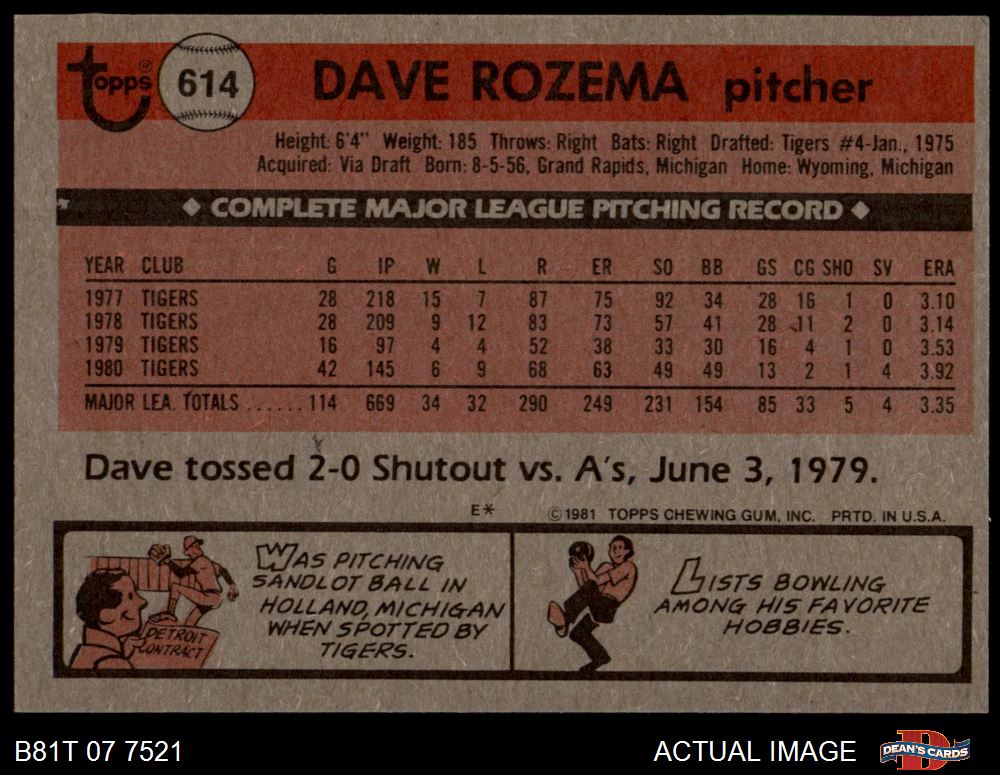 topps® 614 DAVE ROZEMA pitcher
Height: 6'4" Weight: 185 Throws: Right Bats: Right Drafted: Tigers #4-Jan., 1975
Acquired: Via Draft Born: 8-5-56, Grand Rapids, Michigan Home: Wyoming, Michigan
◆ COMPLETE MAJOR LEAGUE PITCHING RECORD ◆
YEAR CLUB G IP W L R ER SO BB GS CG SHO SV ERA
1977 TIGERS 28 218 15 7 87 75 92 34 28 16 1 0 3.10
1978 TIGERS 28 209 9 12 83 73 57 41 28 11 2 0 3.14
1979 TIGERS 16 97 4 4 52 38 33 30 16 4 1 0 3.53
1980 TIGERS 42 145 6 9 68 63 49 49 13 2 1 4 3.92
MAJOR LEA. TOTALS ...... 114 669 34 32 290 249 231 154 85 33 5 4 3.35
Dave tossed 2-0 Shutout vs. A's, June 3, 1979.
E* ©1981 TOPPS CHEWING GUM, INC. PRTD. IN U.S.A.
WAS PITCHING
SANDLOT BALL IN
HOLLAND, MICHIGAN
WHEN SPOTTED BY
TIGERS.
DETROIT
CONTRACT
LISTS BOWLING
AMONG HIS FAVORITE
HOBBIES.
B81T 07 7521 ACTUAL IMAGE DEAN'S CARDS